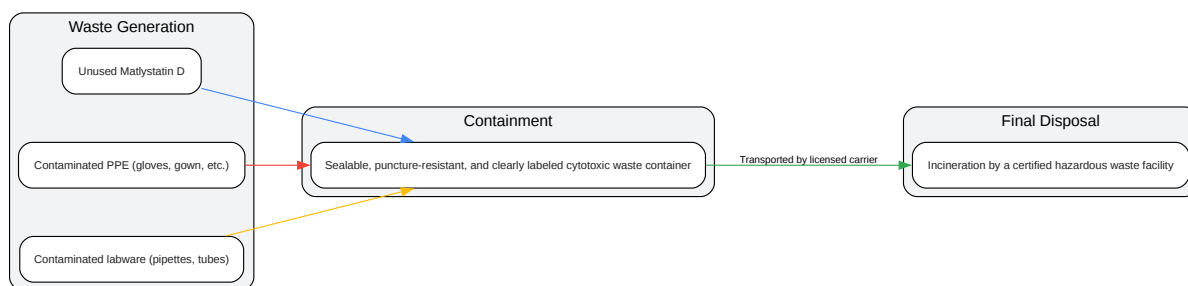 Waste Generation
Unused Matlystatin D
Contaminated PPE (gloves, gown, etc.)
Contaminated labware (pipettes, tubes)
Containment
Sealable, puncture-resistant, and clearly labeled cytotoxic waste container
Transported by licensed carrier
Final Disposal
Incineration by a certified hazardous waste facility